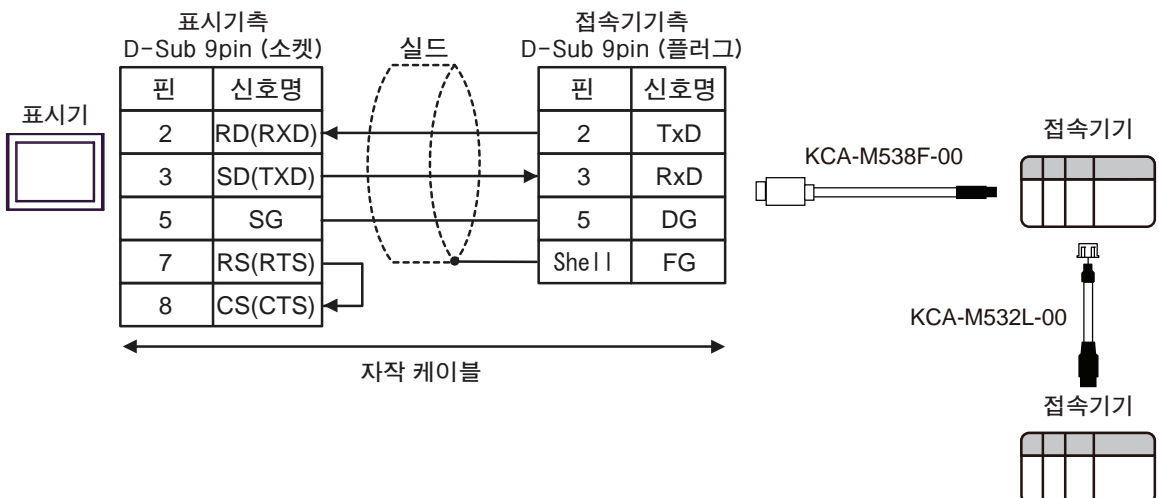 표시기측
D-Sub 9pin (소켓)
실드
접속기기측
D-Sub 9pin (플러그)
표시기
핀 신호명
2 RD(RXD)
3 SD(TXD)
5 SG
7 RS(RTS)
8 CS(CTS)
핀 신호명
2 TxD
3 RxD
5 DG
Shell FG
자작 케이블
KCA-M538F-00
접속기기
KCA-M532L-00
접속기기